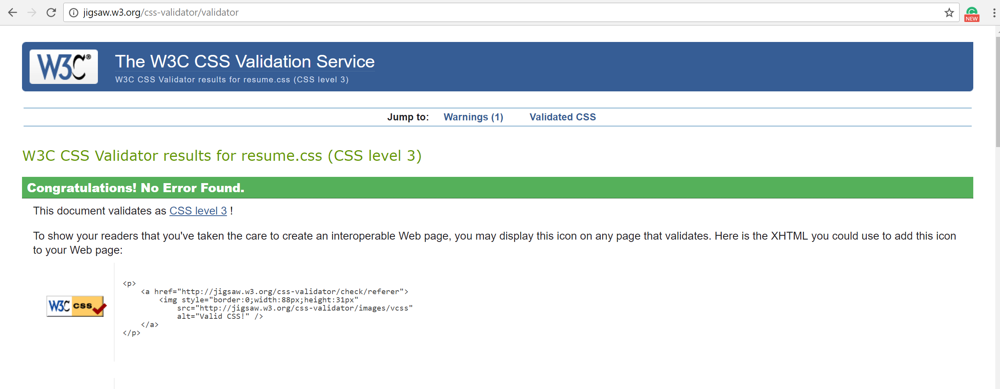 jigsaw.w3.org/css-validator/validator
NEW
W3C®
The W3C CSS Validation Service
W3C CSS Validator results for resume.css (CSS level 3)
Jump to: Warnings (1) Validated CSS
W3C CSS Validator results for resume.css (CSS level 3)
Congratulations! No Error Found.
This document validates as CSS level 3 !
To show your readers that you've taken the care to create an interoperable Web page, you may display this icon on any page that validates. Here is the XHTML you could use to add this icon
to your Web page:
<p>
    <a href="http://jigsaw.w3.org/css-validator/check/referer">
        <img style="border:0;width:88px;height:31px"
            src="http://jigsaw.w3.org/css-validator/images/vcss"
W3C css
            alt="Valid CSS!" />
    </a>
</p>